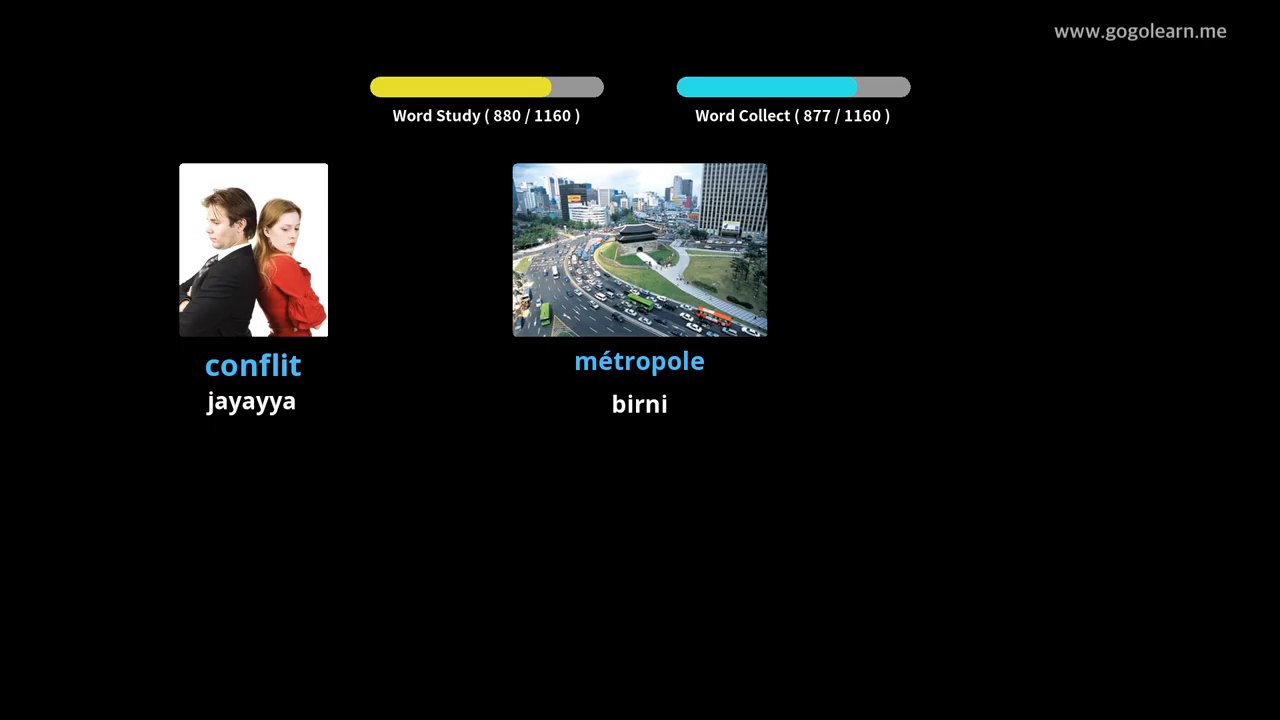 www.gogolearn.me
Word Study ( 880 / 1160 )
Word Collect ( 877 / 1160 )
conflit
jayayya
métropole
birni